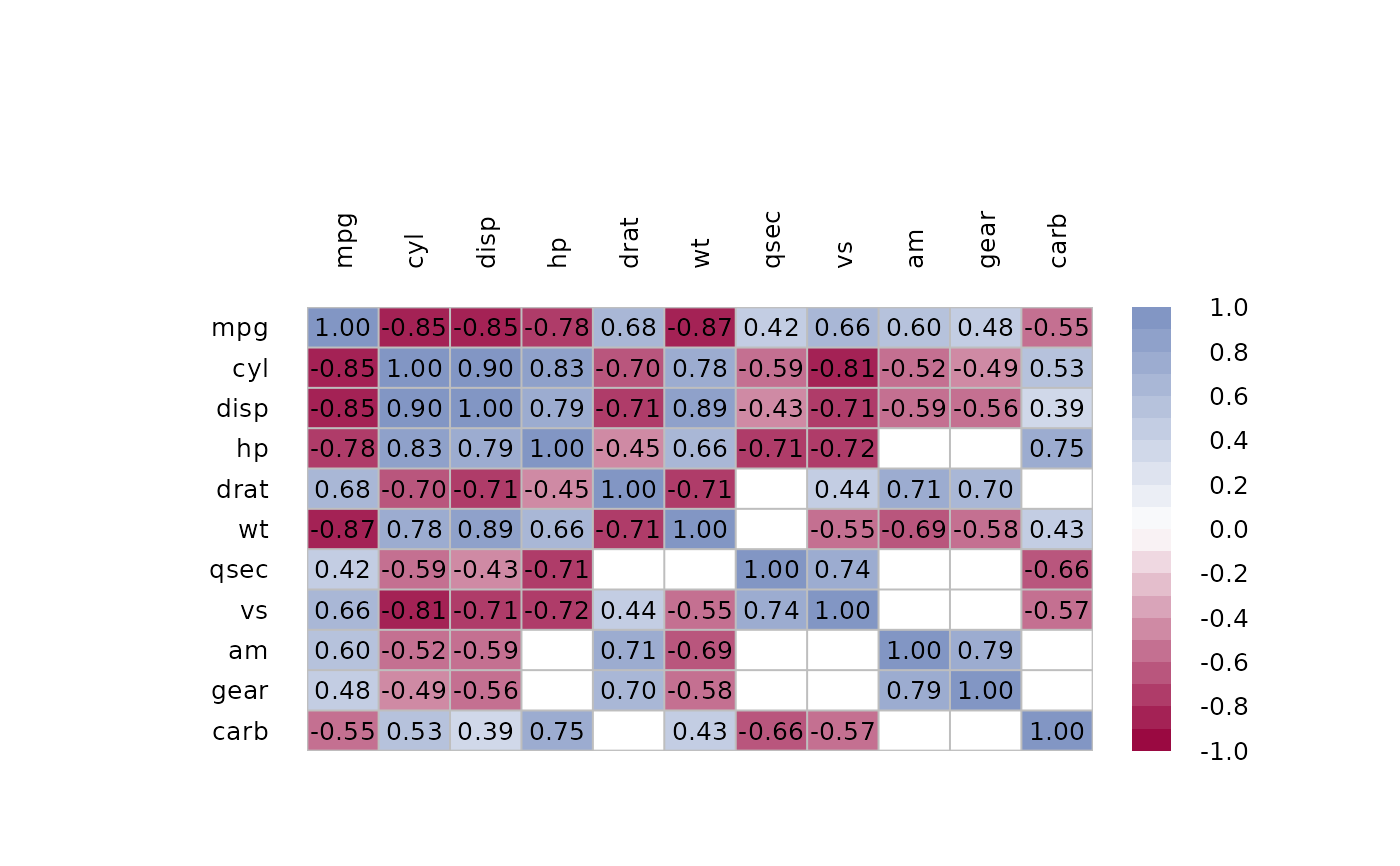 mpg cyl disp hp drat wt qsec vs am gear carb
mpg 1.00 -0.85 -0.85 -0.78 0.68 -0.87 0.42 0.66 0.60 0.48 -0.55
cyl -0.85 1.00 0.90 0.83 -0.70 0.78 -0.59 -0.81 -0.52 -0.49 0.53
disp -0.85 0.90 1.00 0.79 -0.71 0.89 -0.43 -0.71 -0.59 -0.56 0.39
hp -0.78 0.83 0.79 1.00 -0.45 0.66 -0.71 -0.72 0.75
drat 0.68 -0.70 -0.71 -0.45 1.00 -0.71 0.44 0.71 0.70
wt -0.87 0.78 0.89 0.66 -0.71 1.00 -0.55 -0.69 -0.58 0.43
qsec 0.42 -0.59 -0.43 -0.71 1.00 0.74 -0.66
vs 0.66 -0.81 -0.71 -0.72 0.44 -0.55 0.74 1.00 -0.57
am 0.60 -0.52 -0.59 0.71 -0.69 1.00 0.79
gear 0.48 -0.49 -0.56 0.70 -0.58 0.79 1.00
carb -0.55 0.53 0.39 0.75 0.43 -0.66 -0.57 1.00
1.0
0.8
0.6
0.4
0.2
0.0
-0.2
-0.4
-0.6
-0.8
-1.0